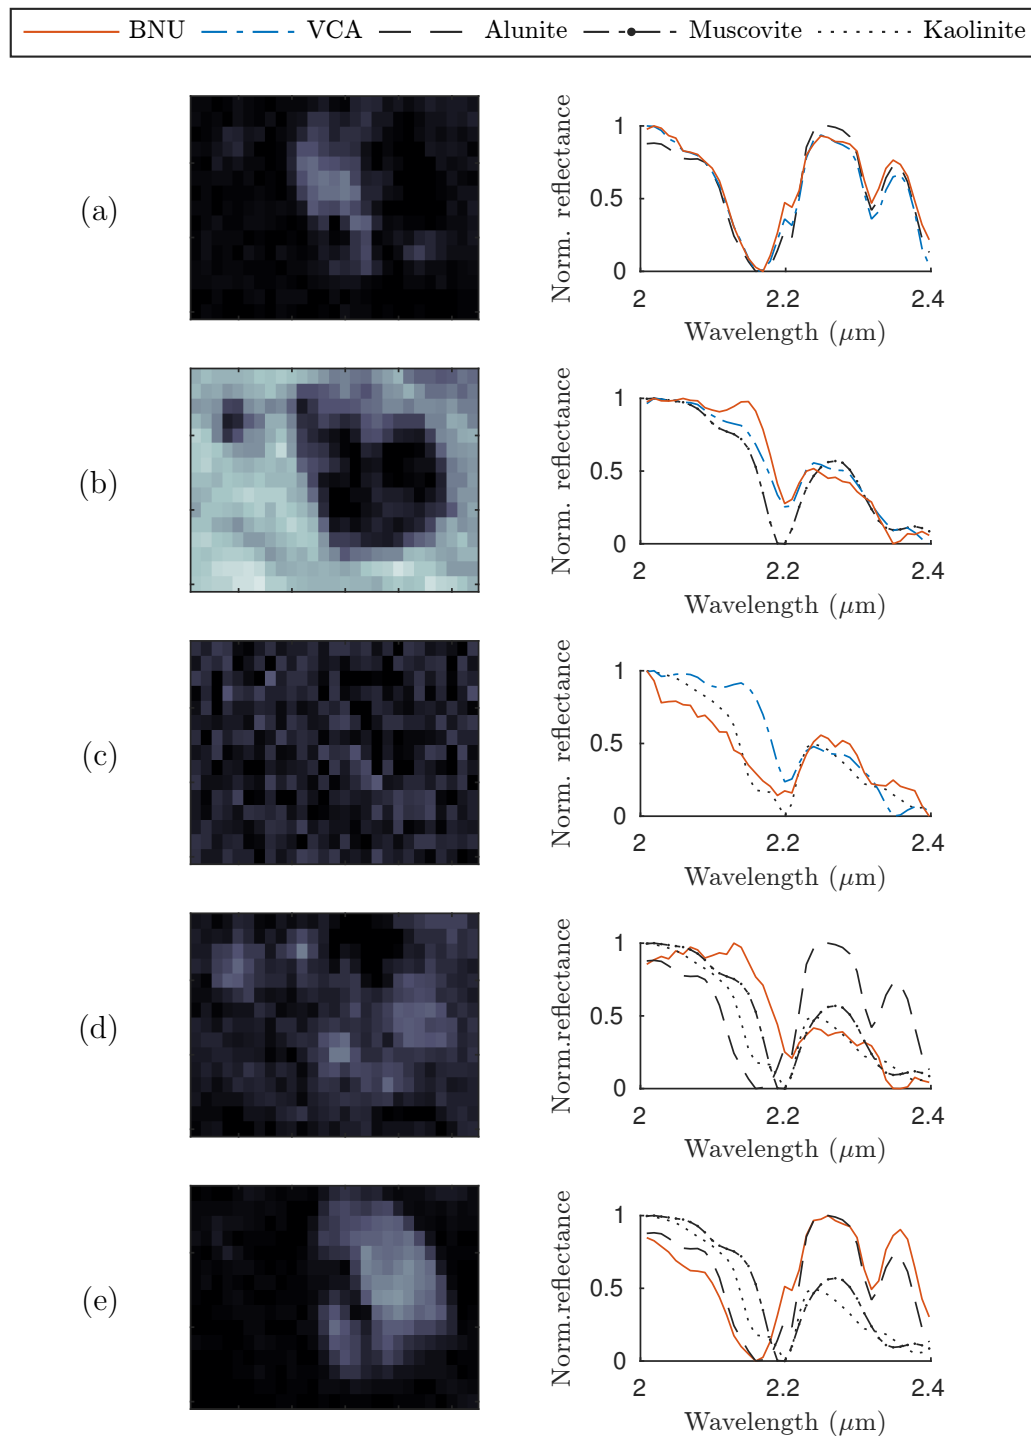 BNU VCA Alunite Muscovite Kaolinite
(a)
Norm. reflectance
1
0.5
0
2 2.2 2.4
Wavelength (μm)
(b)
Norm. reflectance
1
0.5
0
2 2.2 2.4
Wavelength (μm)
(c)
Norm. reflectance
1
0.5
0
2 2.2 2.4
Wavelength (μm)
(d)
Norm.reflectance
1
0.5
0
2 2.2 2.4
Wavelength (μm)
(e)
Norm.reflectance
1
0.5
0
2 2.2 2.4
Wavelength (μm)